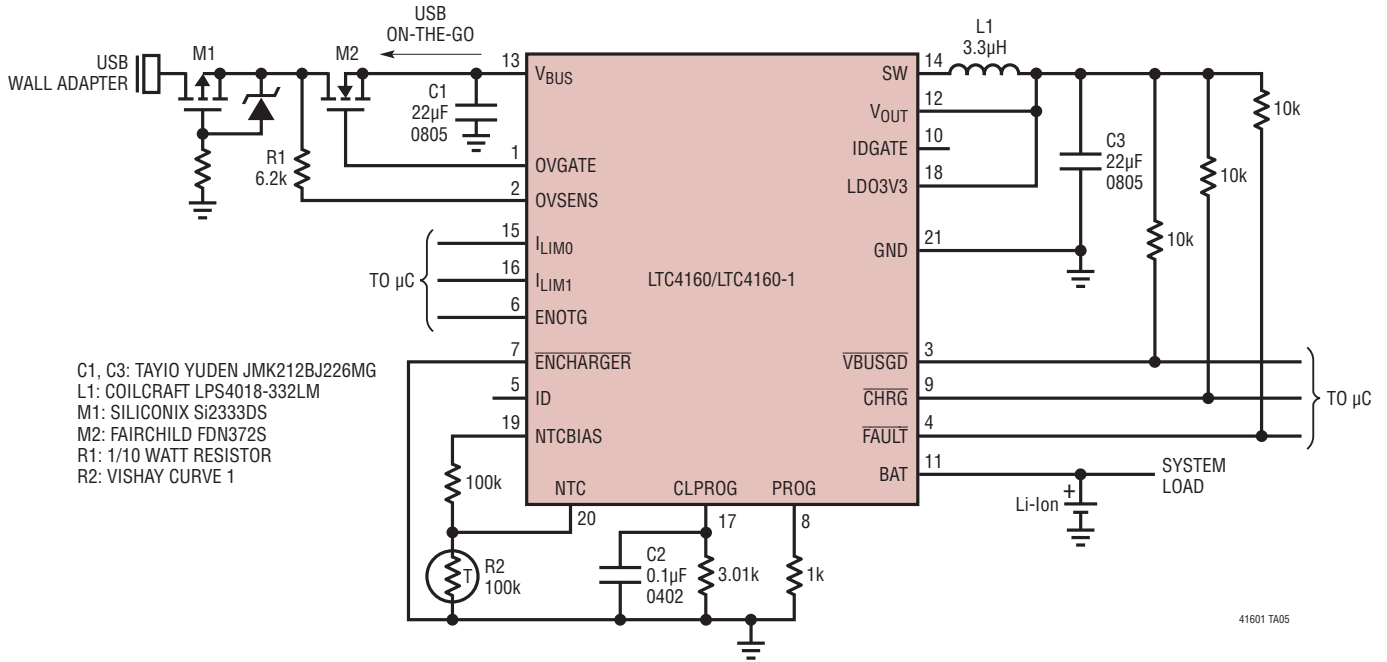 USB
ON-THE-GO
USB
WALL ADAPTER
M1
M2
R1
6.2k
C1
22µF
0805
13
VBUS
1
OVGATE
2
OVSENS
15
ILIM0
16
ILIM1
6
ENOTG
TO µC
7
ENCHARGER
5
ID
19
NTCBIAS
100k
R2
100k
T
NTC
20
CLPROG
17
PROG
8
C2
0.1µF
0402
3.01k
1k
LTC4160/LTC4160-1
SW
14
L1
3.3µH
VOUT
12
IDGATE
10
LDO3V3
18
GND
21
C3
22µF
0805
10k
10k
10k
VBUSGD
3
CHRG
9
FAULT
4
TO µC
BAT
11
SYSTEM
LOAD
Li-Ion
+
C1, C3: TAYIO YUDEN JMK212BJ226MG
L1: COILCRAFT LPS4018-332LM
M1: SILICONIX Si2333DS
M2: FAIRCHILD FDN372S
R1: 1/10 WATT RESISTOR
R2: VISHAY CURVE 1
41601 TA05